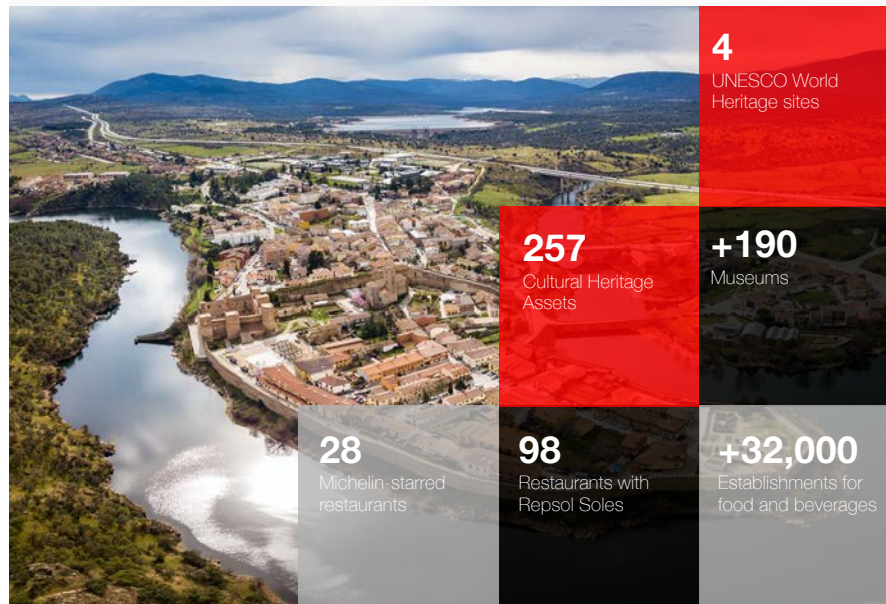 4
UNESCO World
Heritage sites
257
Cultural Heritage
Assets
+190
Museums
28
Michelin-starred
restaurants
98
Restaurants with
Repsol Soles
+32,000
Establishments for
food and beverages